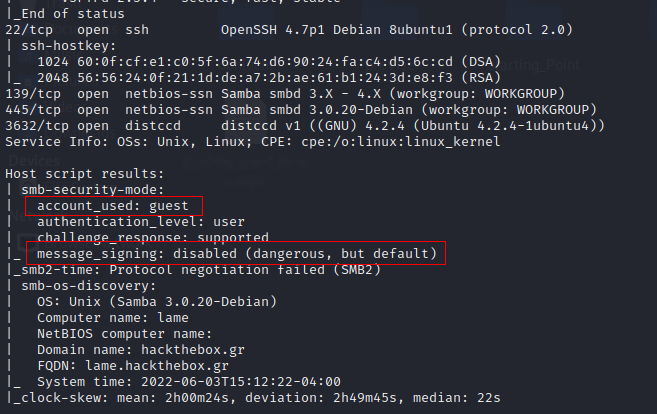 |_End of status
22/tcp   open  ssh         OpenSSH 4.7p1 Debian 8ubuntu1 (protocol 2.0)
| ssh-hostkey:
|   1024 60:0f:cf:e1:c0:5f:6a:74:d6:90:24:fa:c4:d5:6c:cd (DSA)
|_  2048 56:56:24:0f:21:1d:de:a7:2b:ae:61:b1:24:3d:e8:f3 (RSA)
139/tcp  open  netbios-ssn Samba smbd 3.X - 4.X (workgroup: WORKGROUP)
445/tcp  open  netbios-ssn Samba smbd 3.0.20-Debian (workgroup: WORKGROUP)
3632/tcp open  distccd     distccd v1 ((GNU) 4.2.4 (Ubuntu 4.2.4-1ubuntu4))
Service Info: OSs: Unix, Linux; CPE: cpe:/o:linux:linux_kernel
Host script results:
| smb-security-mode:
|   account_used: guest
|   authentication_level: user
|   challenge_response: supported
|_  message_signing: disabled (dangerous, but default)
|_smb2-time: Protocol negotiation failed (SMB2)
| smb-os-discovery:
|   OS: Unix (Samba 3.0.20-Debian)
|   Computer name: lame
|   NetBIOS computer name:
|   Domain name: hackthebox.gr
|   FQDN: lame.hackthebox.gr
|_  System time: 2022-06-03T15:12:22-04:00
|_clock-skew: mean: 2h00m24s, deviation: 2h49m45s, median: 22s